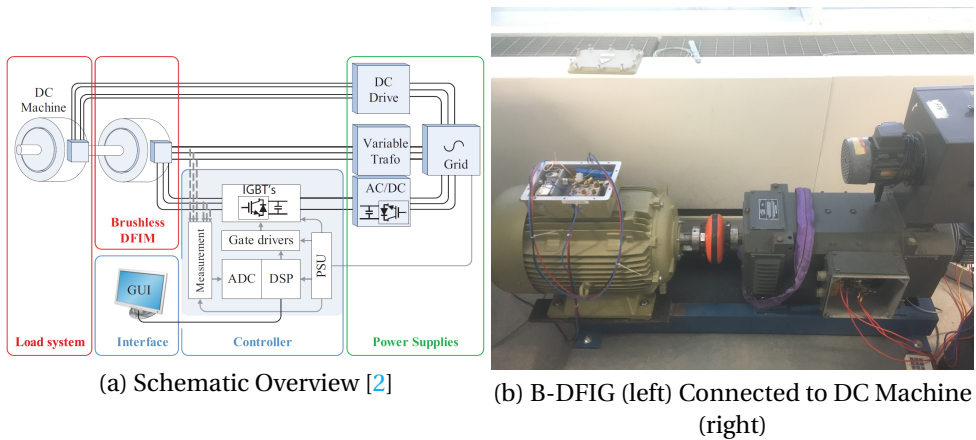 DC
Machine
DC
Drive
Variable
Trafo
Grid
AC/DC
IGBT's
Brushless
DFIM
Gate drivers
Measurement
PSU
ADC
DSP
GUI
Load system
Interface
Controller
Power Supplies
(a) Schematic Overview [2]
(b) B-DFIG (left) Connected to DC Machine
(right)